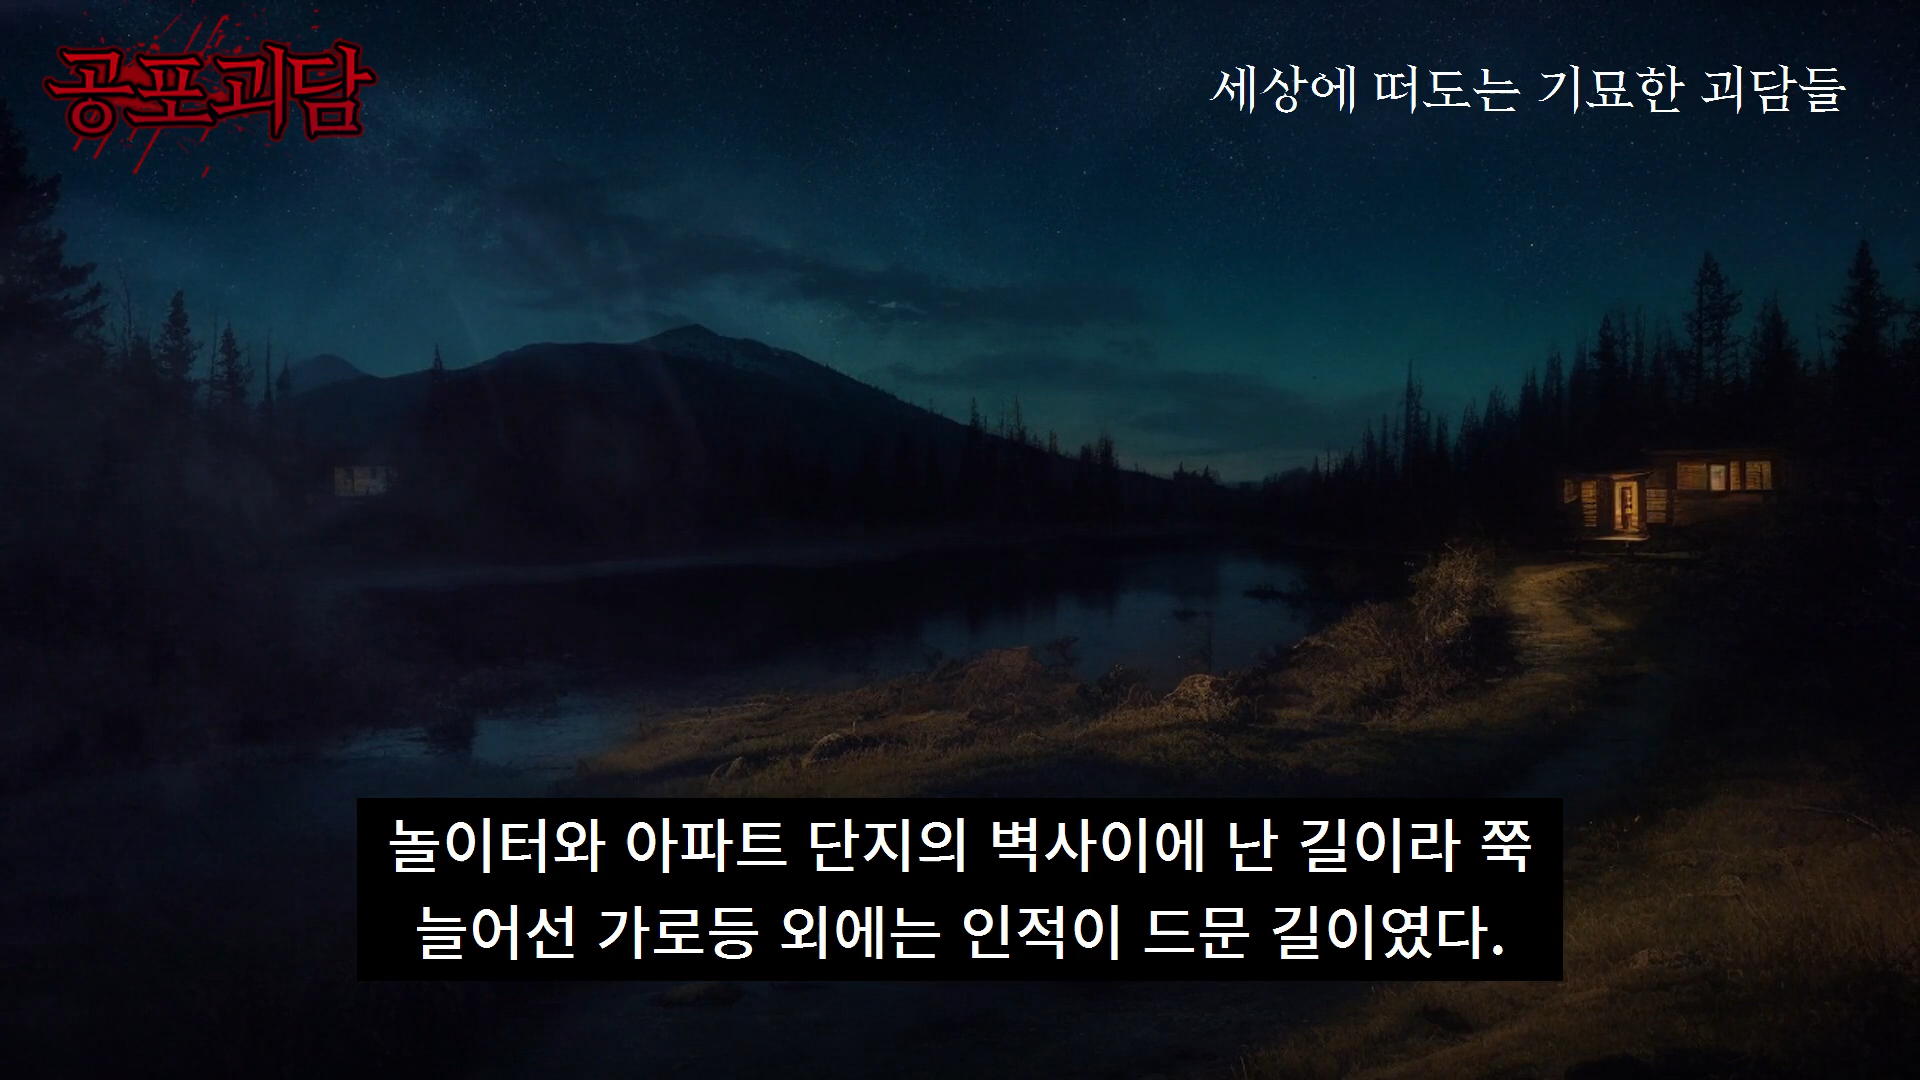 공포괴담
세상에 떠도는 기묘한 괴담들
놀이터와 아파트 단지의 벽사이에 난 길이라 쭉
늘어선 가로등 외에는 인적이 드문 길이였다.